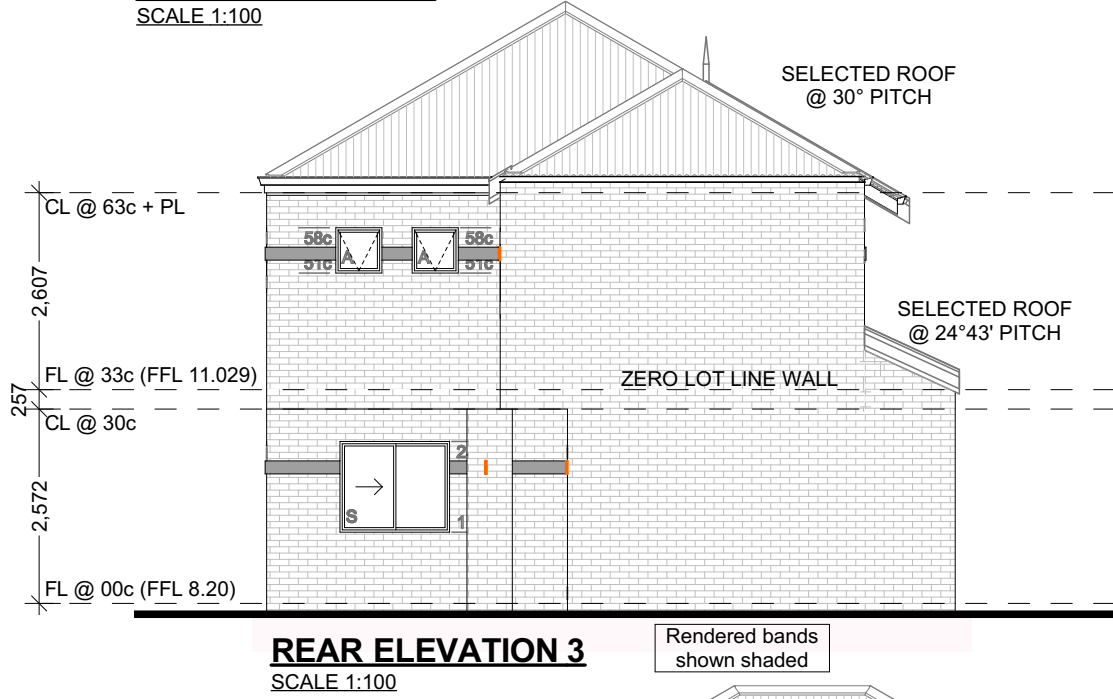 SCALE 1:100
SELECTED ROOF
@ 30° PITCH
CL @ 63c + PL
58c
58c
A
A
51c
51c
2,607
SELECTED ROOF
@ 24°43' PITCH
FL @ 33c (FFL 11.029)
ZERO LOT LINE WALL
257
CL @ 30c
2
2,572
S
1
FL @ 00c (FFL 8.20)
REAR ELEVATION 3
SCALE 1:100
Rendered bands
shown shaded